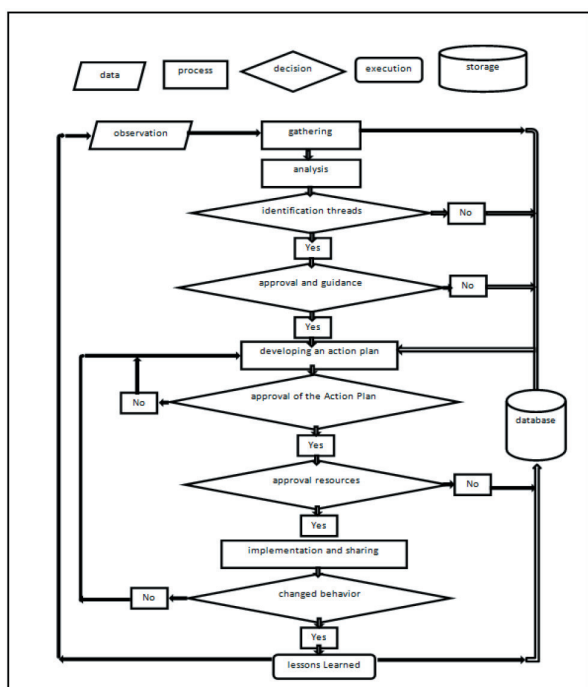 data
process
decision
execution
storage
observation
gathering
analysis
identification threads
No
Yes
approval and guidance
No
Yes
developing an action plan
approval of the Action Plan
No
database
Yes
approval resources
No
Yes
implementation and sharing
changed behavior
No
Yes
lessons Learned